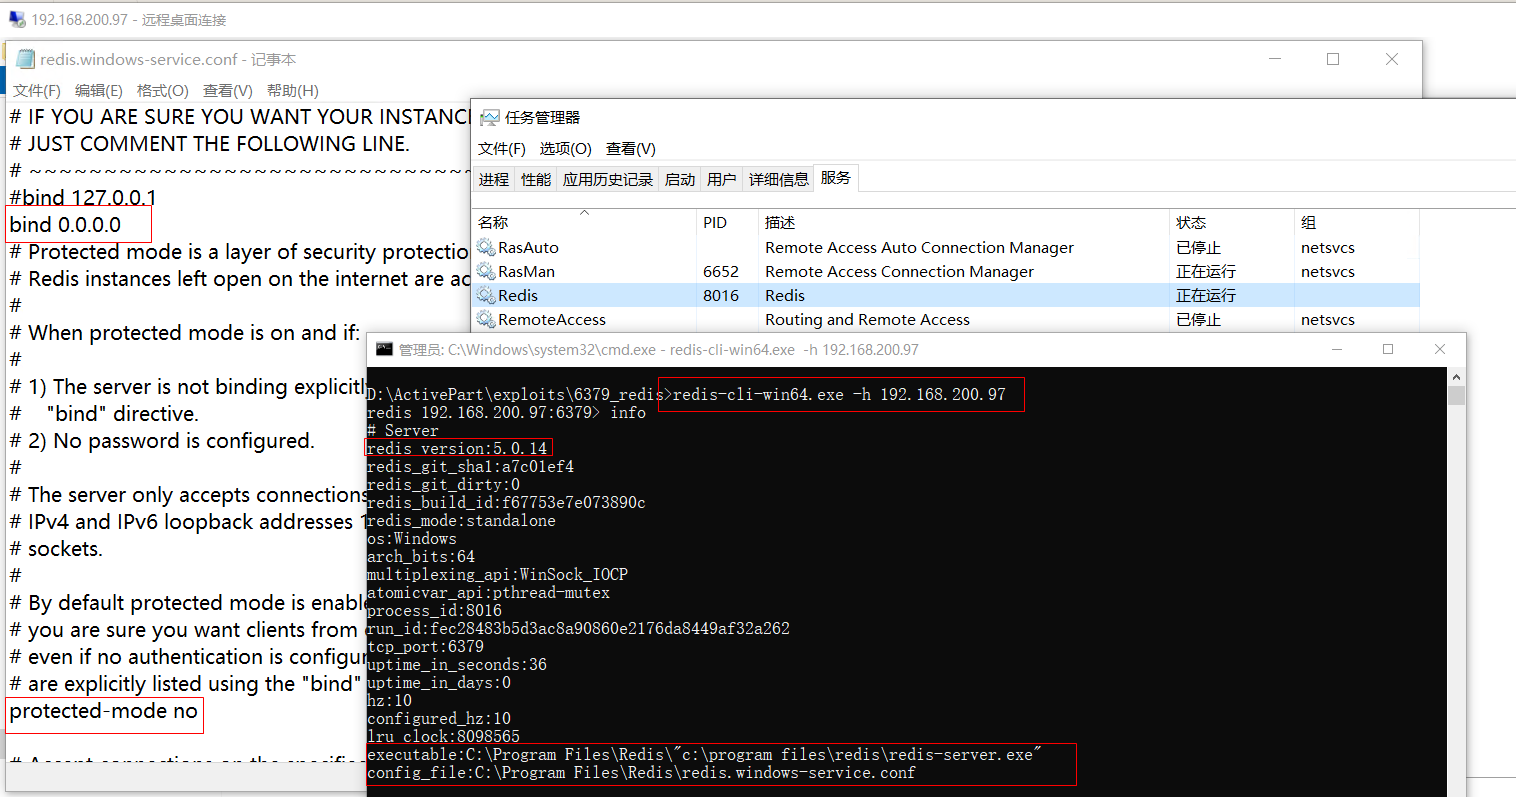 192.168.200.97 - 远程桌面连接
redis.windows-service.conf - 记事本
文件(F) 编辑(E) 格式(O) 查看(V) 帮助(H)
# IF YOU ARE SURE YOU WANT YOUR INSTANC
# JUST COMMENT THE FOLLOWING LINE.
# ~~~~~~~~~~~~~~~~~~~~~~~~~~~~~~
#bind 127.0.0.1
bind 0.0.0.0
# Protected mode is a layer of security protectio
# Redis instances left open on the internet are ac
#
# When protected mode is on and if:
#
# 1) The server is not binding explicitl
#    "bind" directive.
# 2) No password is configured.
#
# The server only accepts connections
# IPv4 and IPv6 loopback addresses 1
# sockets.
#
# By default protected mode is enabl
# you are sure you want clients from
# even if no authentication is configu
# are explicitly listed using the "bind"
protected-mode no
# Accept connections on the specifie
任务管理器
文件(F) 选项(O) 查看(V)
进程 性能 应用历史记录 启动 用户 详细信息 服务
名称 PID 描述 状态 组
RasAuto Remote Access Auto Connection Manager 已停止 netsvcs
RasMan 6652 Remote Access Connection Manager 正在运行 netsvcs
Redis 8016 Redis 正在运行
RemoteAccess Routing and Remote Access 已停止 netsvcs
管理员: C:\Windows\system32\cmd.exe - redis-cli-win64.exe  -h 192.168.200.97
D:\ActivePart\exploits\6379_redis>redis-cli-win64.exe -h 192.168.200.97
redis 192.168.200.97:6379> info
# Server
redis_version:5.0.14
redis_git_sha1:a7c01ef4
redis_git_dirty:0
redis_build_id:f67753e7e073890c
redis_mode:standalone
os:Windows
arch_bits:64
multiplexing_api:WinSock_IOCP
atomicvar_api:pthread-mutex
process_id:8016
run_id:fec28483b5d3ac8a90860e2176da8449af32a262
tcp_port:6379
uptime_in_seconds:36
uptime_in_days:0
hz:10
configured_hz:10
lru_clock:8098565
executable:C:\Program Files\Redis\"c:\program files\redis\redis-server.exe"
config_file:C:\Program Files\Redis\redis.windows-service.conf